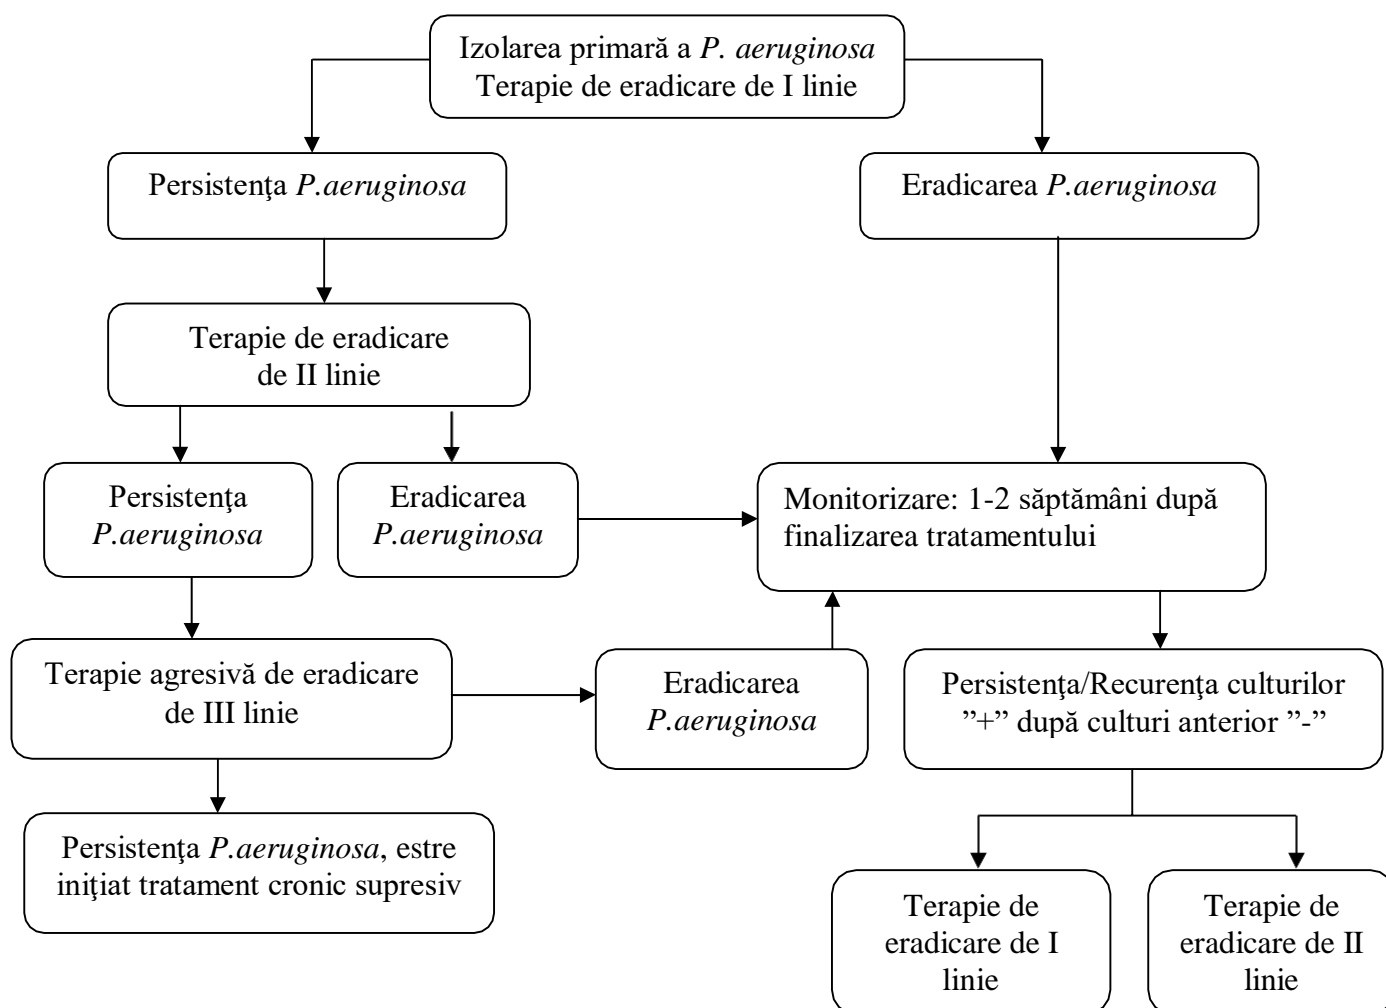 Izolarea primară a P. aeruginosa
Terapie de eradicare de I linie
Persistenţa P.aeruginosa
Eradicarea P.aeruginosa
Terapie de eradicare
de II linie
Persistenţa
P.aeruginosa
Eradicarea
P.aeruginosa
Monitorizare: 1-2 săptămâni după
finalizarea tratamentului
Terapie agresivă de eradicare
de III linie
Eradicarea
P.aeruginosa
Persistenţa/Recurenţa culturilor
”+” după culturi anterior ”-”
Persistenţa P.aeruginosa, estre
iniţiat tratament cronic supresiv
Terapie de
eradicare de I
linie
Terapie de
eradicare de II
linie